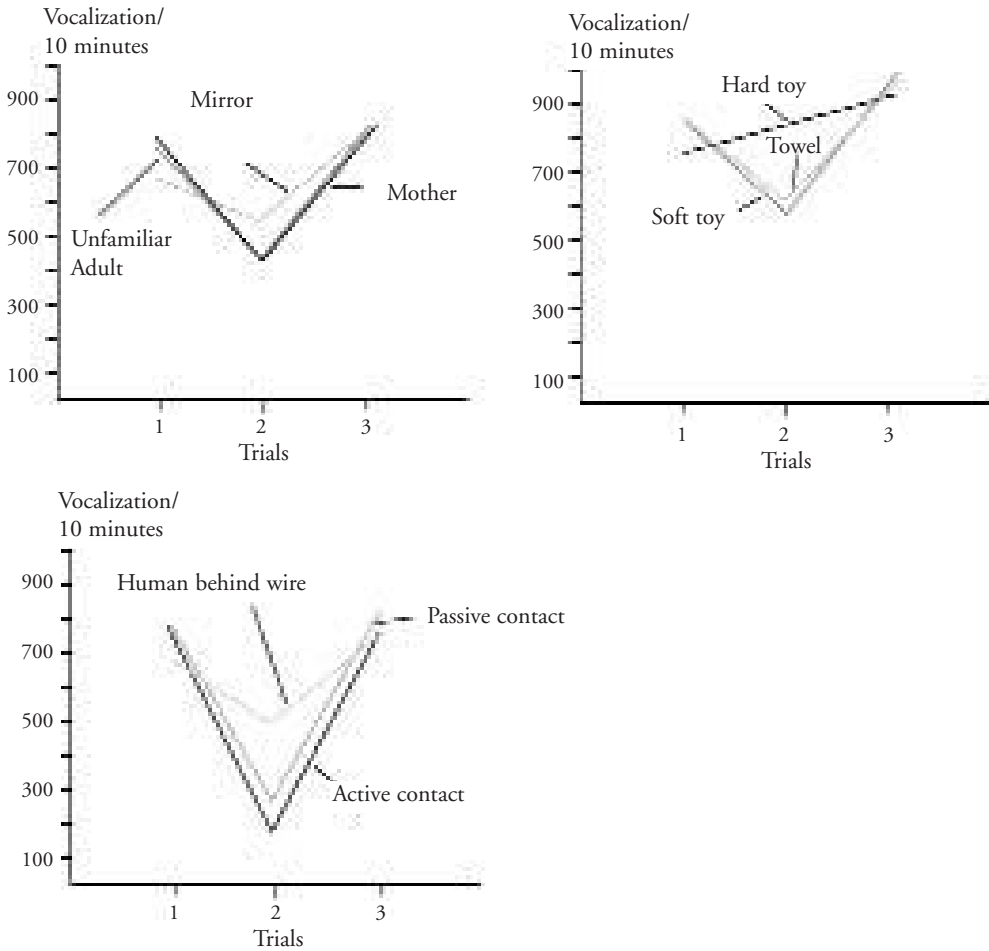 Vocalization/
10 minutes
900
700
500
300
100
Mirror
Mother
Unfamiliar
Adult
1 2 3
Trials
Vocalization/
10 minutes
900
700
500
300
100
Hard toy
Towel
Soft toy
1 2 3
Trials
Vocalization/
10 minutes
900
700
500
300
100
Human behind wire
Passive contact
Active contact
1 2 3
Trials